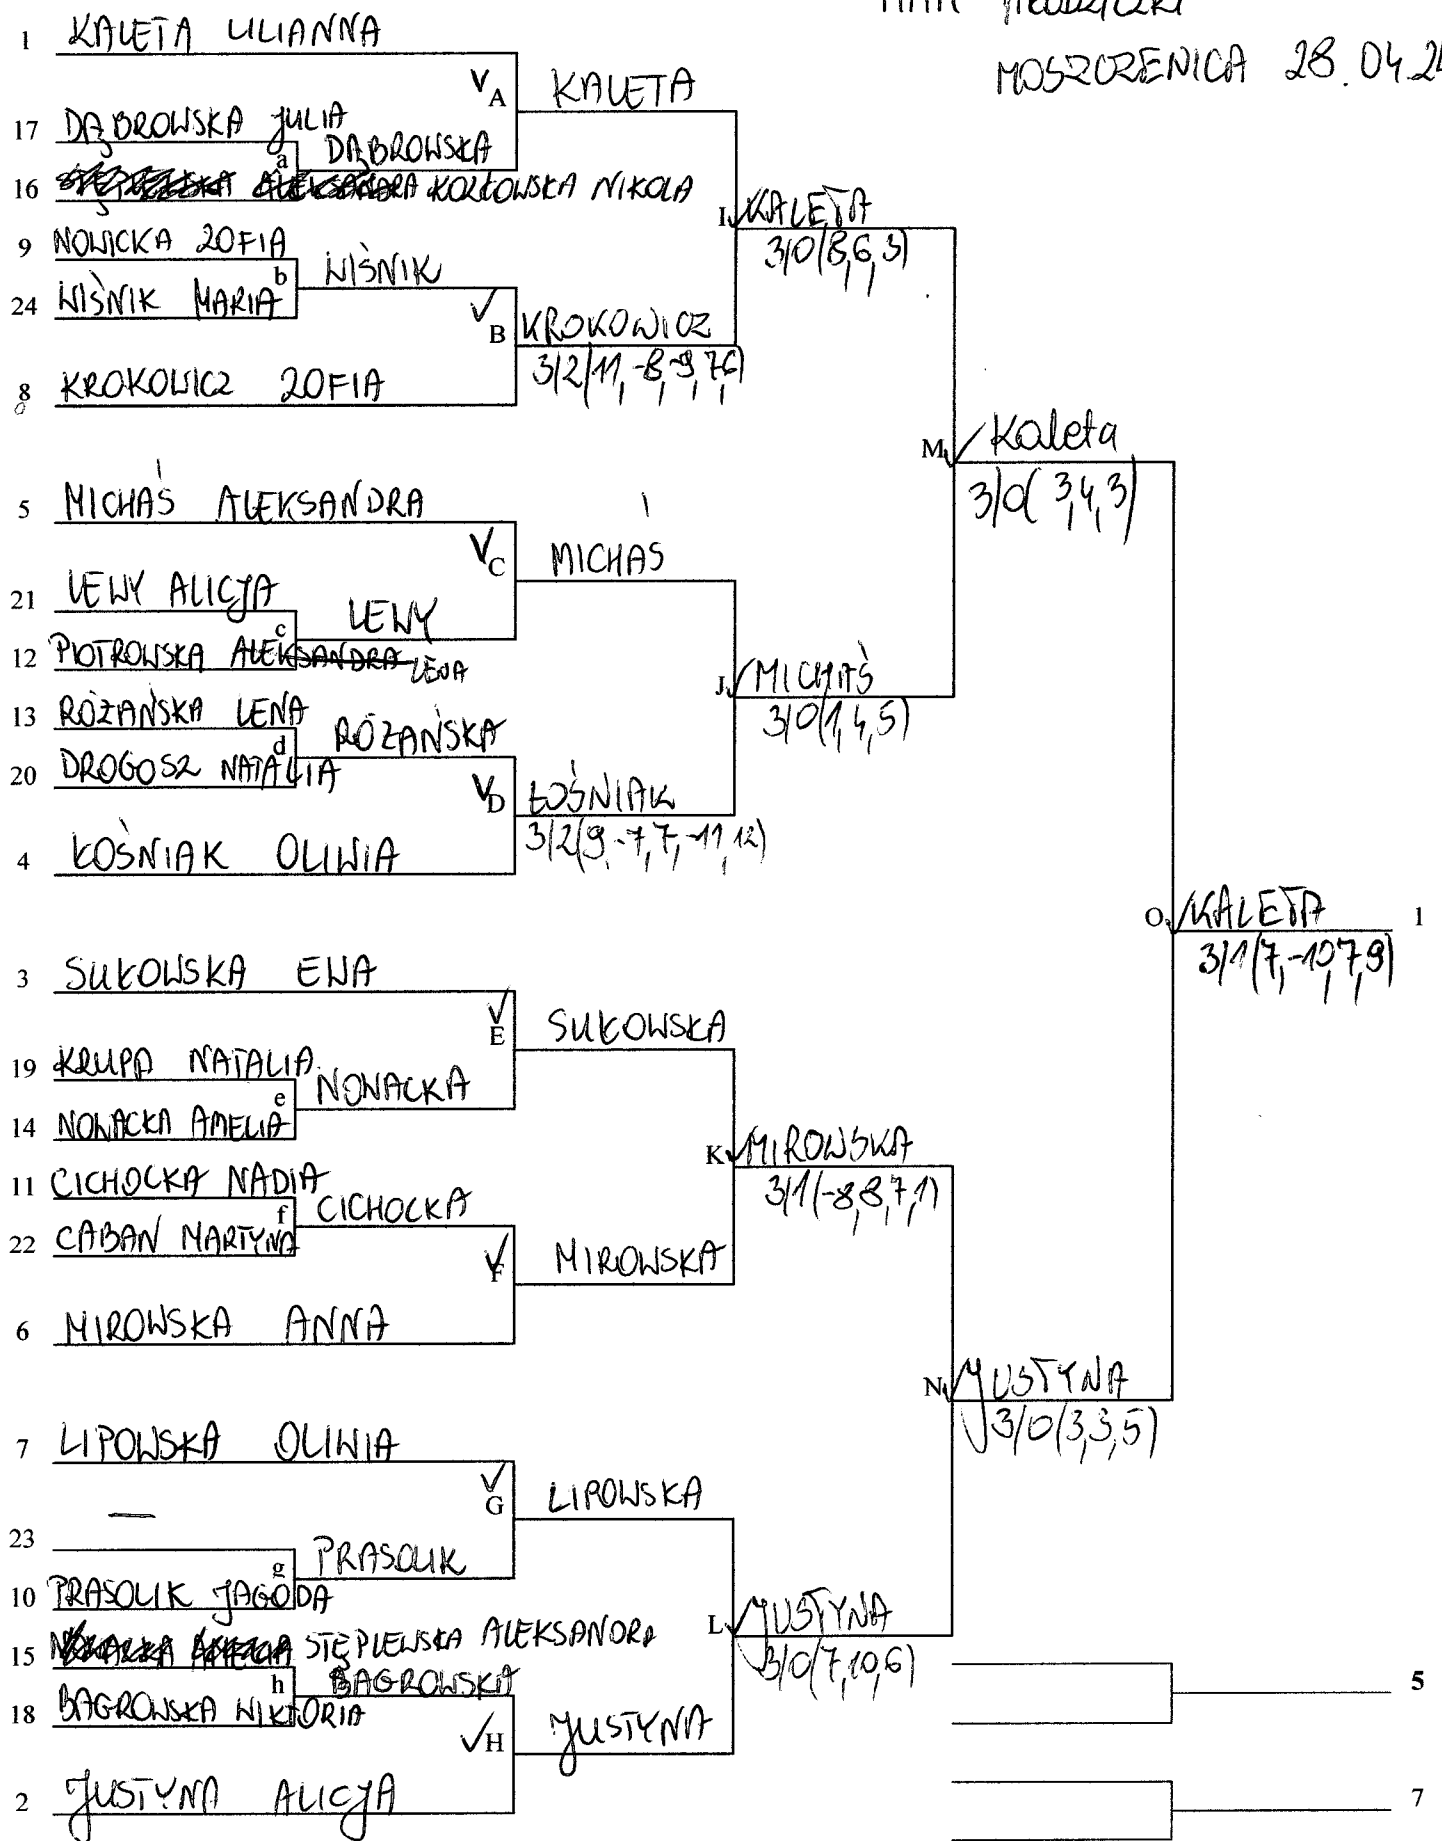 MOSZCZENICA 28.04.24
1 KALETA LILIANNA
V A KALETA
17 DĄBROWSKA JULIA
a DĄBROWSKA
16 KOZŁOWSKA NIKOLA
I KALETA
3/0(8,6,3)
9 NOWICKA ZOFIA
b WIŚNIK
24 WIŚNIK MARIA
B KROKOWICZ
3/2(11,-8,-9,7,6)
8 KROKOWICZ ZOFIA
M Kaleta
3/0(3,4,3)
5 MICHAŚ ALEKSANDRA
V C MICHAŚ
21 LEWY ALICJA
c LEWY
12 PIOTROWSKA ALEKSANDRA LENA
J MICHAŚ
3/0(1,4,5)
13 RÓŻAŃSKA LENA
d RÓŻAŃSKA
20 DROGOSZ NATALIA
V D ŁOŚNIAK
3/2(9,-7,7,-11,12)
4 ŁOŚNIAK OLIWIA
O KALETA 1
3/1(7,-10,7,9)
3 SUKOWSKA EWA
E SUKOWSKA
19 KRUPA NATALIA
e NOWACKA
14 NOWACKA AMELIA
K MIROWSKA
3/1(-8,8,7,1)
11 CICHOCKA NADIA
f CICHOCKA
22 CABAN MARTYNA
F MIROWSKA
6 MIROWSKA ANNA
N JUSTYNA
3/0(3,3,5)
7 LIPOWSKA OLIWIA
G LIPOWSKA
23 —
g PRASOLIK
10 PRASOLIK JAGODA
L JUSTYNA
3/0(7,10,6)
15 STĘPLEWSKA ALEKSANDRA
h BAGROWSKA
18 BAGROWSKA WIKTORIA
H JUSTYNA
2 JUSTYNA ALICJA
5
7